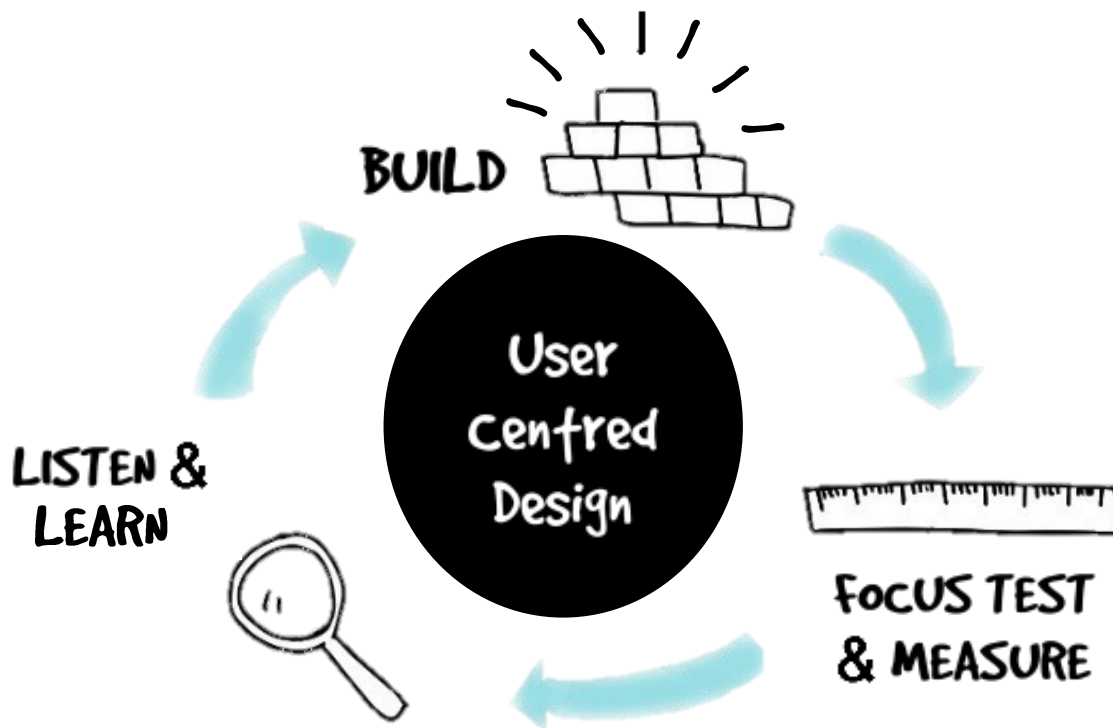 BUILD
User
Centred
Design
LISTEN &
LEARN
FOCUS TEST
& MEASURE